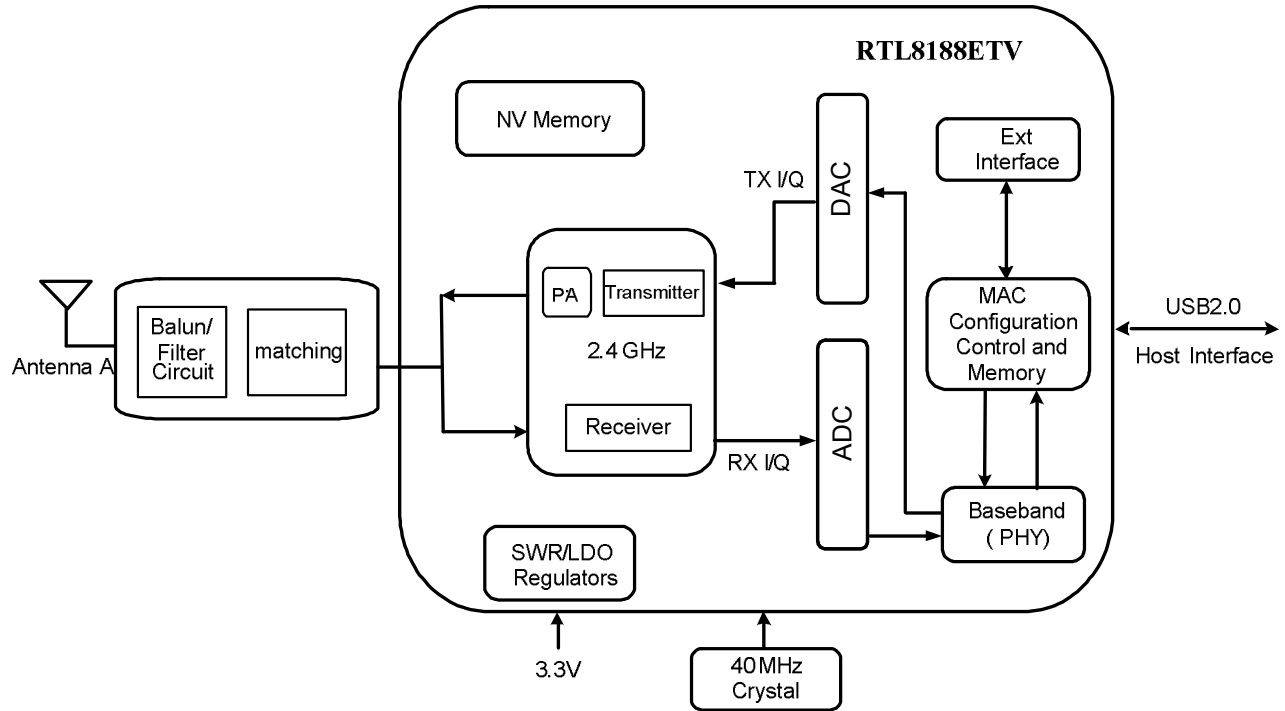 RTL8188ETV
NV Memory
Ext
Interface
TX I/Q
DAC
PA
Transmitter
2.4 GHz
Receiver
MAC
Configuration
Control and
Memory
USB2.0
Host Interface
Balun/
Filter
Circuit
matching
Antenna A
ADC
RX I/Q
Baseband
( PHY)
SWR/LDO
Regulators
3.3V
40MHz
Crystal